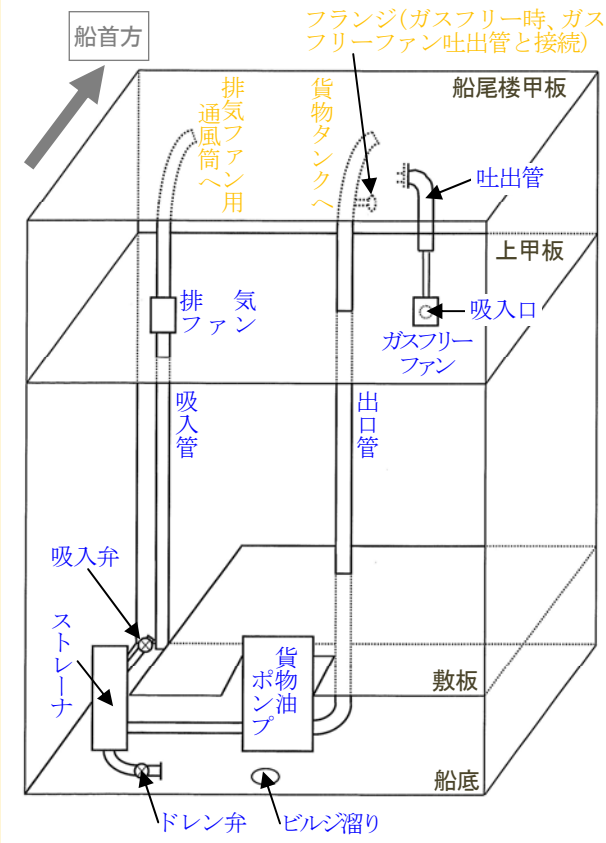 フランジ(ガスフリー時、ガス
フリーファン吐出管と接続)
船首方
船尾楼甲板
排気ファン用
通風筒へ
貨物タンクへ
吐出管
上甲板
排　気
ファン
吸入口
ガスフリー
ファン
吸入管
出口管
吸入弁
ストレーナ
貨物油
ポンプ
敷板
船底
ドレン弁
ビルジ溜り